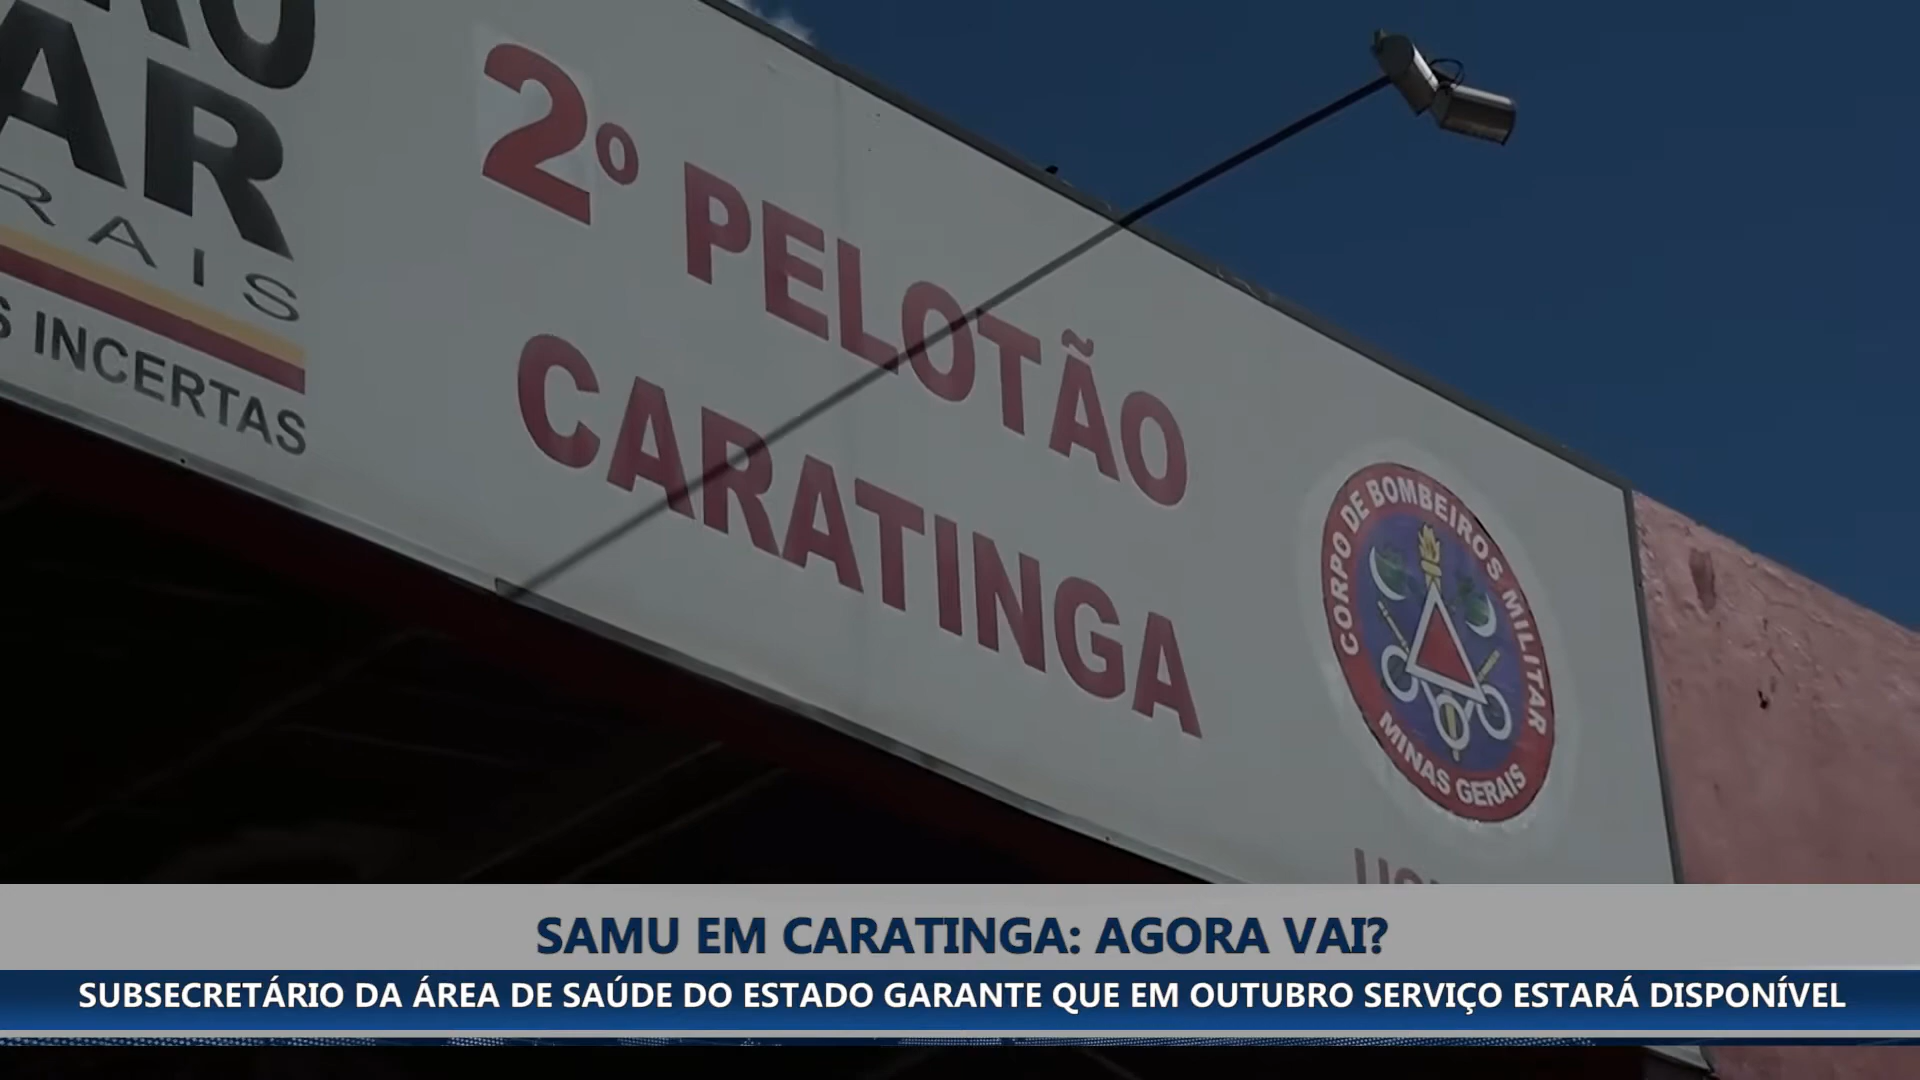 2º PELOTÃO
CARATINGA
INCERTAS
CORPO DE BOMBEIROS MILITAR
MINAS GERAIS
SAMU EM CARATINGA: AGORA VAI?
SUBSECRETÁRIO DA ÁREA DE SAÚDE DO ESTADO GARANTE QUE EM OUTUBRO SERVIÇO ESTARÁ DISPONÍVEL